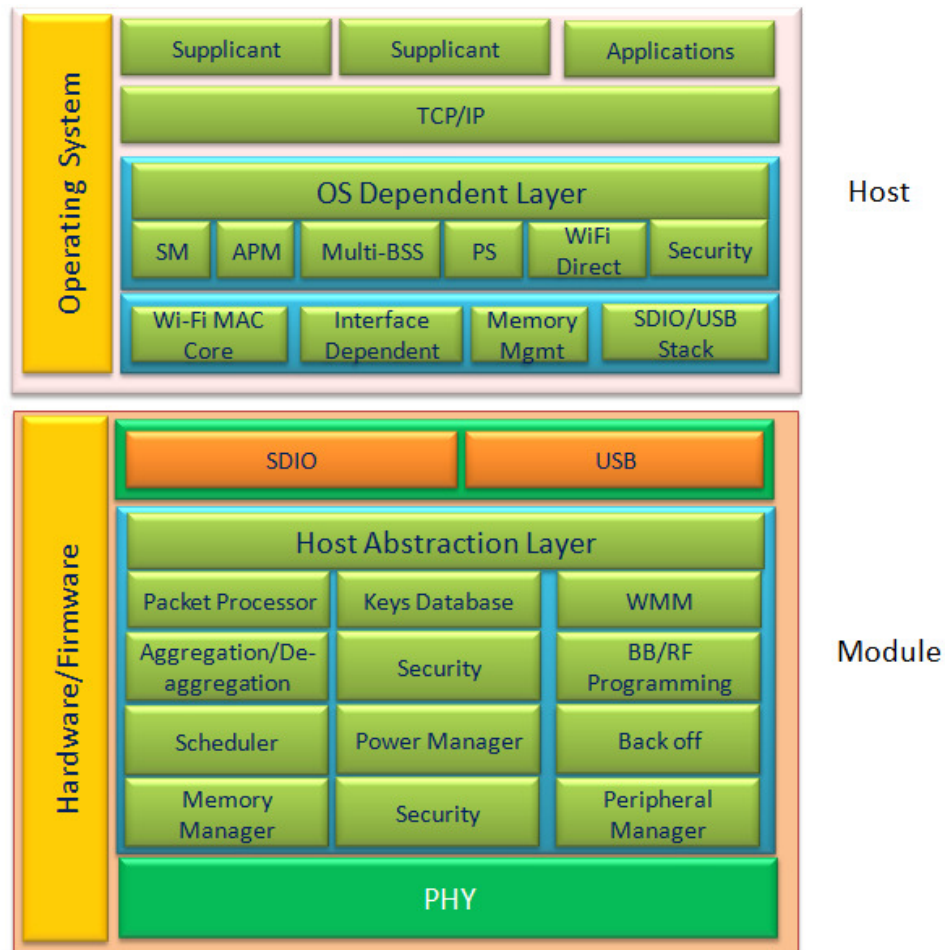 Operating System
Supplicant
Supplicant
Applications
TCP/IP
OS Dependent Layer
SM
APM
Multi-BSS
PS
WiFi
Direct
Security
Wi-Fi MAC
Core
Interface
Dependent
Memory
Mgmt
SDIO/USB
Stack
Host
Hardware/Firmware
SDIO
USB
Host Abstraction Layer
Packet Processor
Keys Database
WMM
Aggregation/De-
aggregation
Security
BB/RF
Programming
Scheduler
Power Manager
Back off
Memory
Manager
Security
Peripheral
Manager
PHY
Module